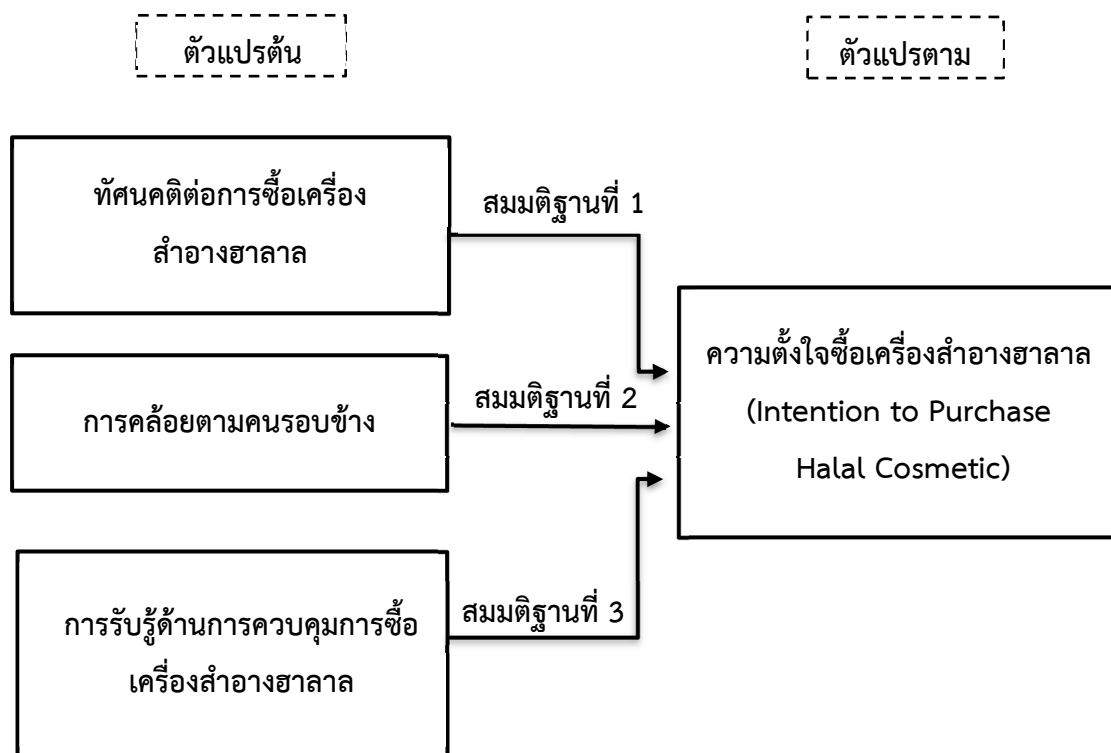 ตัวแปรต้น
ตัวแปรตาม
ทัศนคติต่อการซื้อเครื่อง
สำอางฮาลาล
สมมติฐานที่ 1
การคล้อยตามคนรอบข้าง
สมมติฐานที่ 2
การรับรู้ด้านการควบคุมการซื้อ
เครื่องสำอางฮาลาล
สมมติฐานที่ 3
ความตั้งใจซื้อเครื่องสำอางฮาลาล
(Intention to Purchase
Halal Cosmetic)